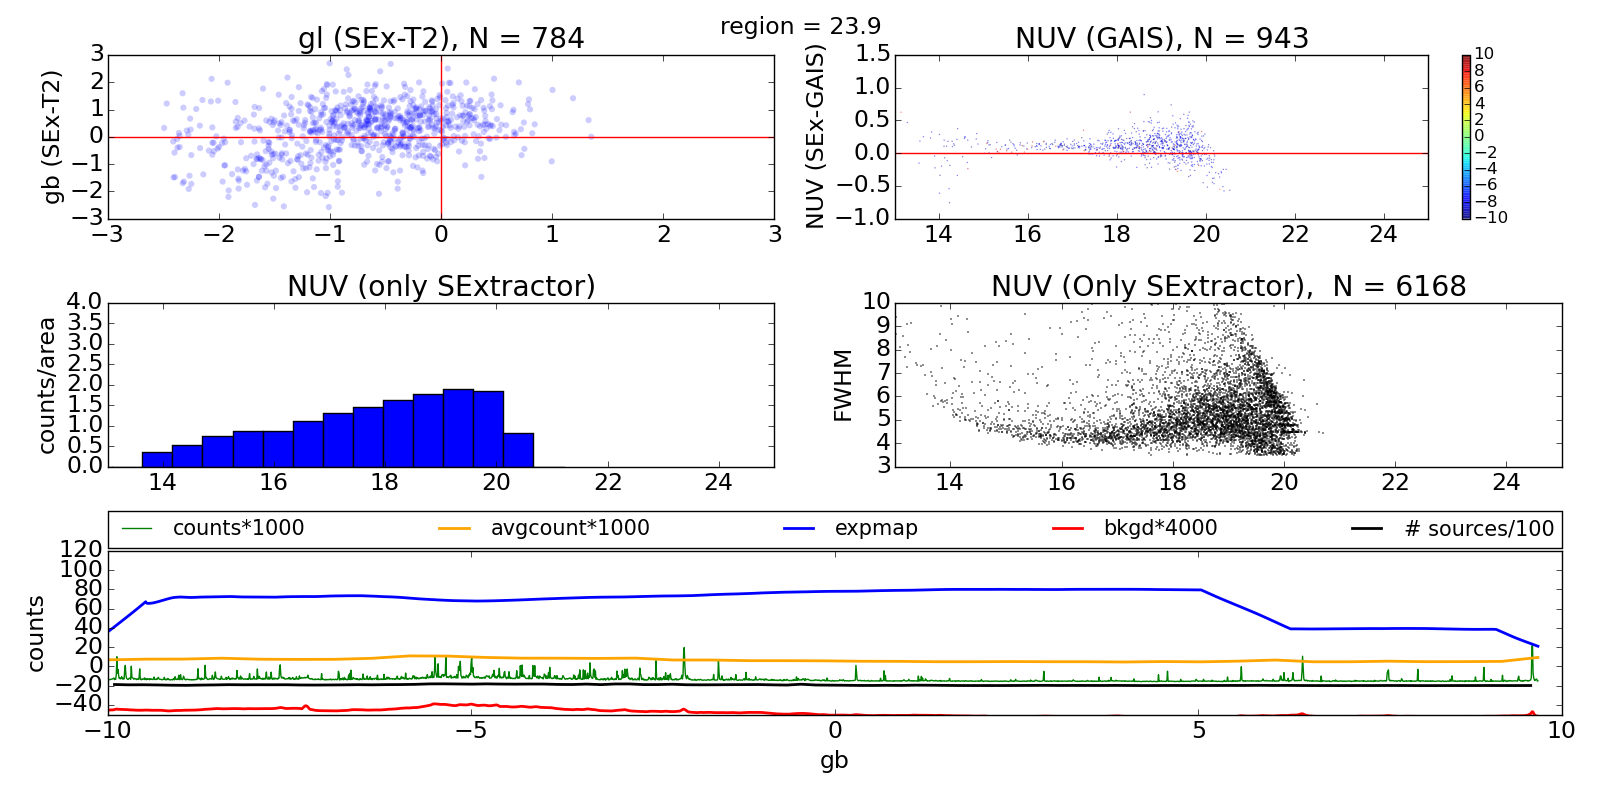 region = 23.9
gl (SEx-T2), N = 784
NUV (GAIS), N = 943
3
2
1
0
−1
−2
−3
gb (SEx-T2)
−3 −2 −1 0 1 2 3
1.5
1.0
0.5
0.0
−0.5
−1.0
NUV (SEx-GAIS)
14 16 18 20 22 24
10
8
6
4
2
0
−2
−4
−6
−8
−10
NUV (only SExtractor)
NUV (Only SExtractor), N = 6168
4.0
3.5
3.0
2.5
2.0
1.5
1.0
0.5
0.0
counts/area
14 16 18 20 22 24
10
9
8
7
6
5
4
3
FWHM
14 16 18 20 22 24
counts*1000 avgcount*1000 expmap bkgd*4000 # sources/100
120
100
80
60
40
20
0
−20
−40
counts
−10 −5 0 5 10
gb